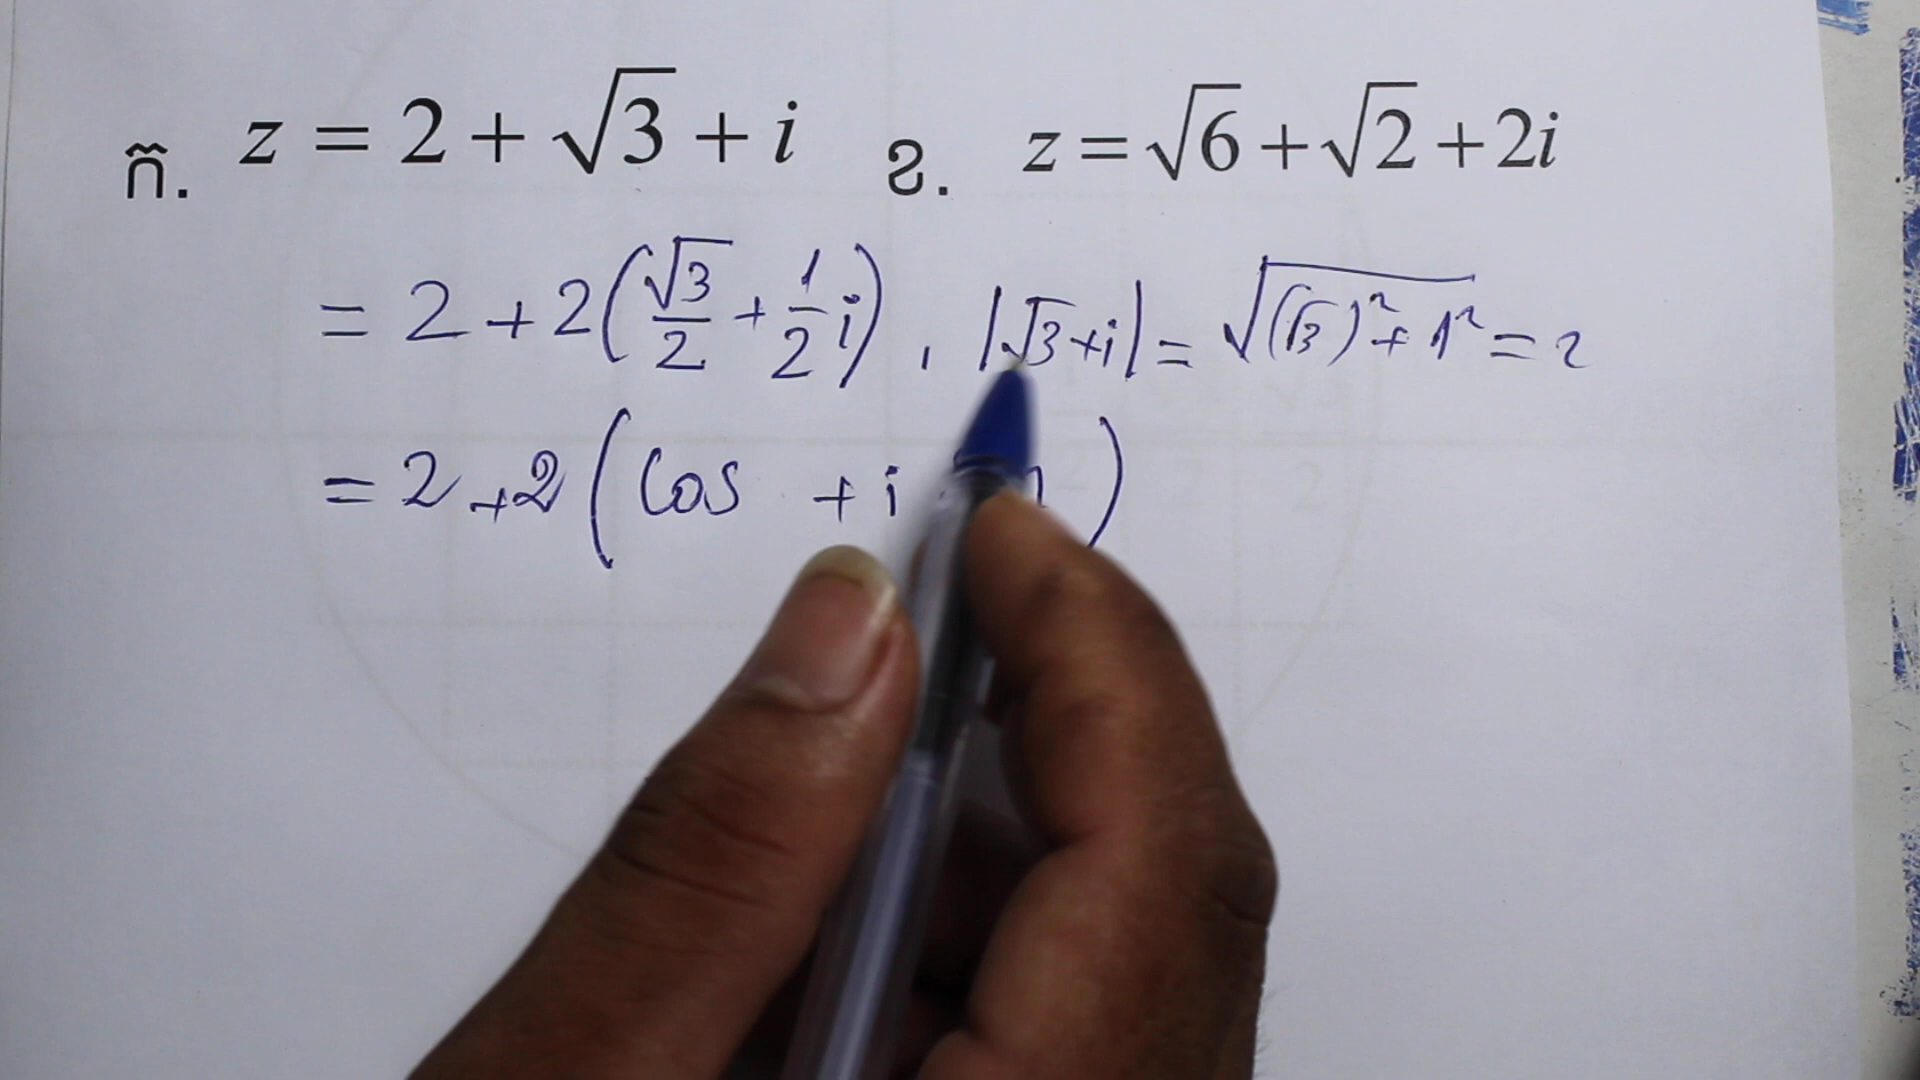 ក. z = 2 + √3 + i ខ. z = √6 + √2 + 2i
= 2 + 2(√3/2 + 1/2 i) , |√3 + i| = √((√3)² + 1²) = 2
= 2 + 2 ( Cos + i )